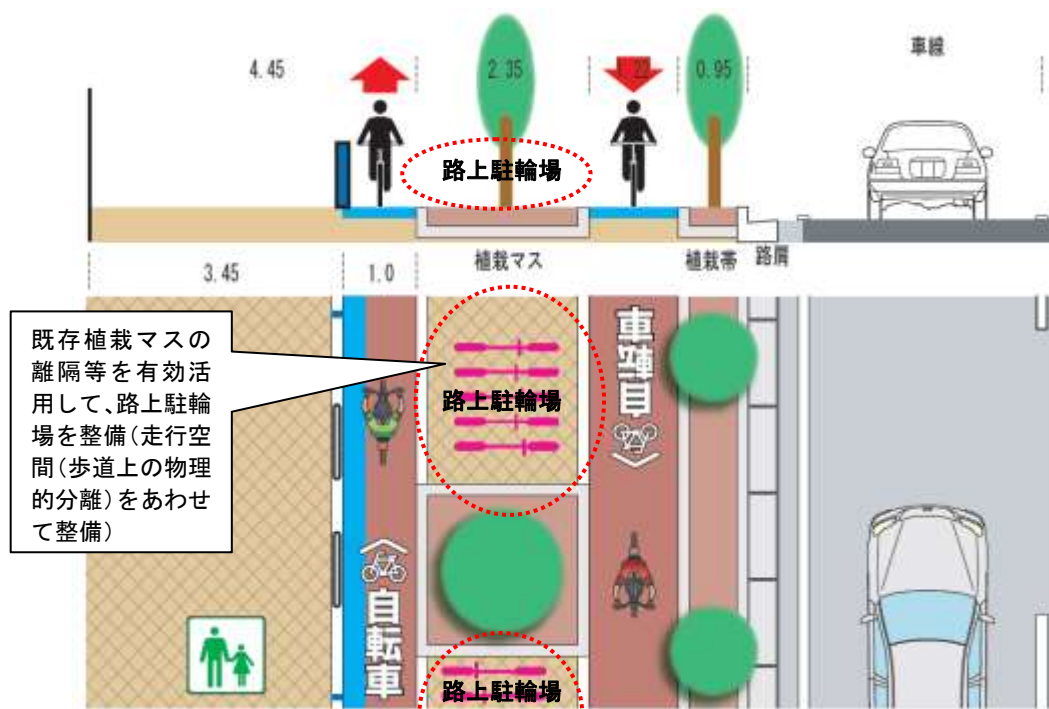 車線
4.45
2.35
22
0.95
路上駐輪場
植栽マス
植栽帯
路肩
3.45
1.0
既存植栽マスの
離隔等を有効活
用して、路上駐輪
場を整備(走行空
間(歩道上の物理
的分離)をあわせ
て整備)
路上駐輪場
自転車
自転車
路上駐輪場